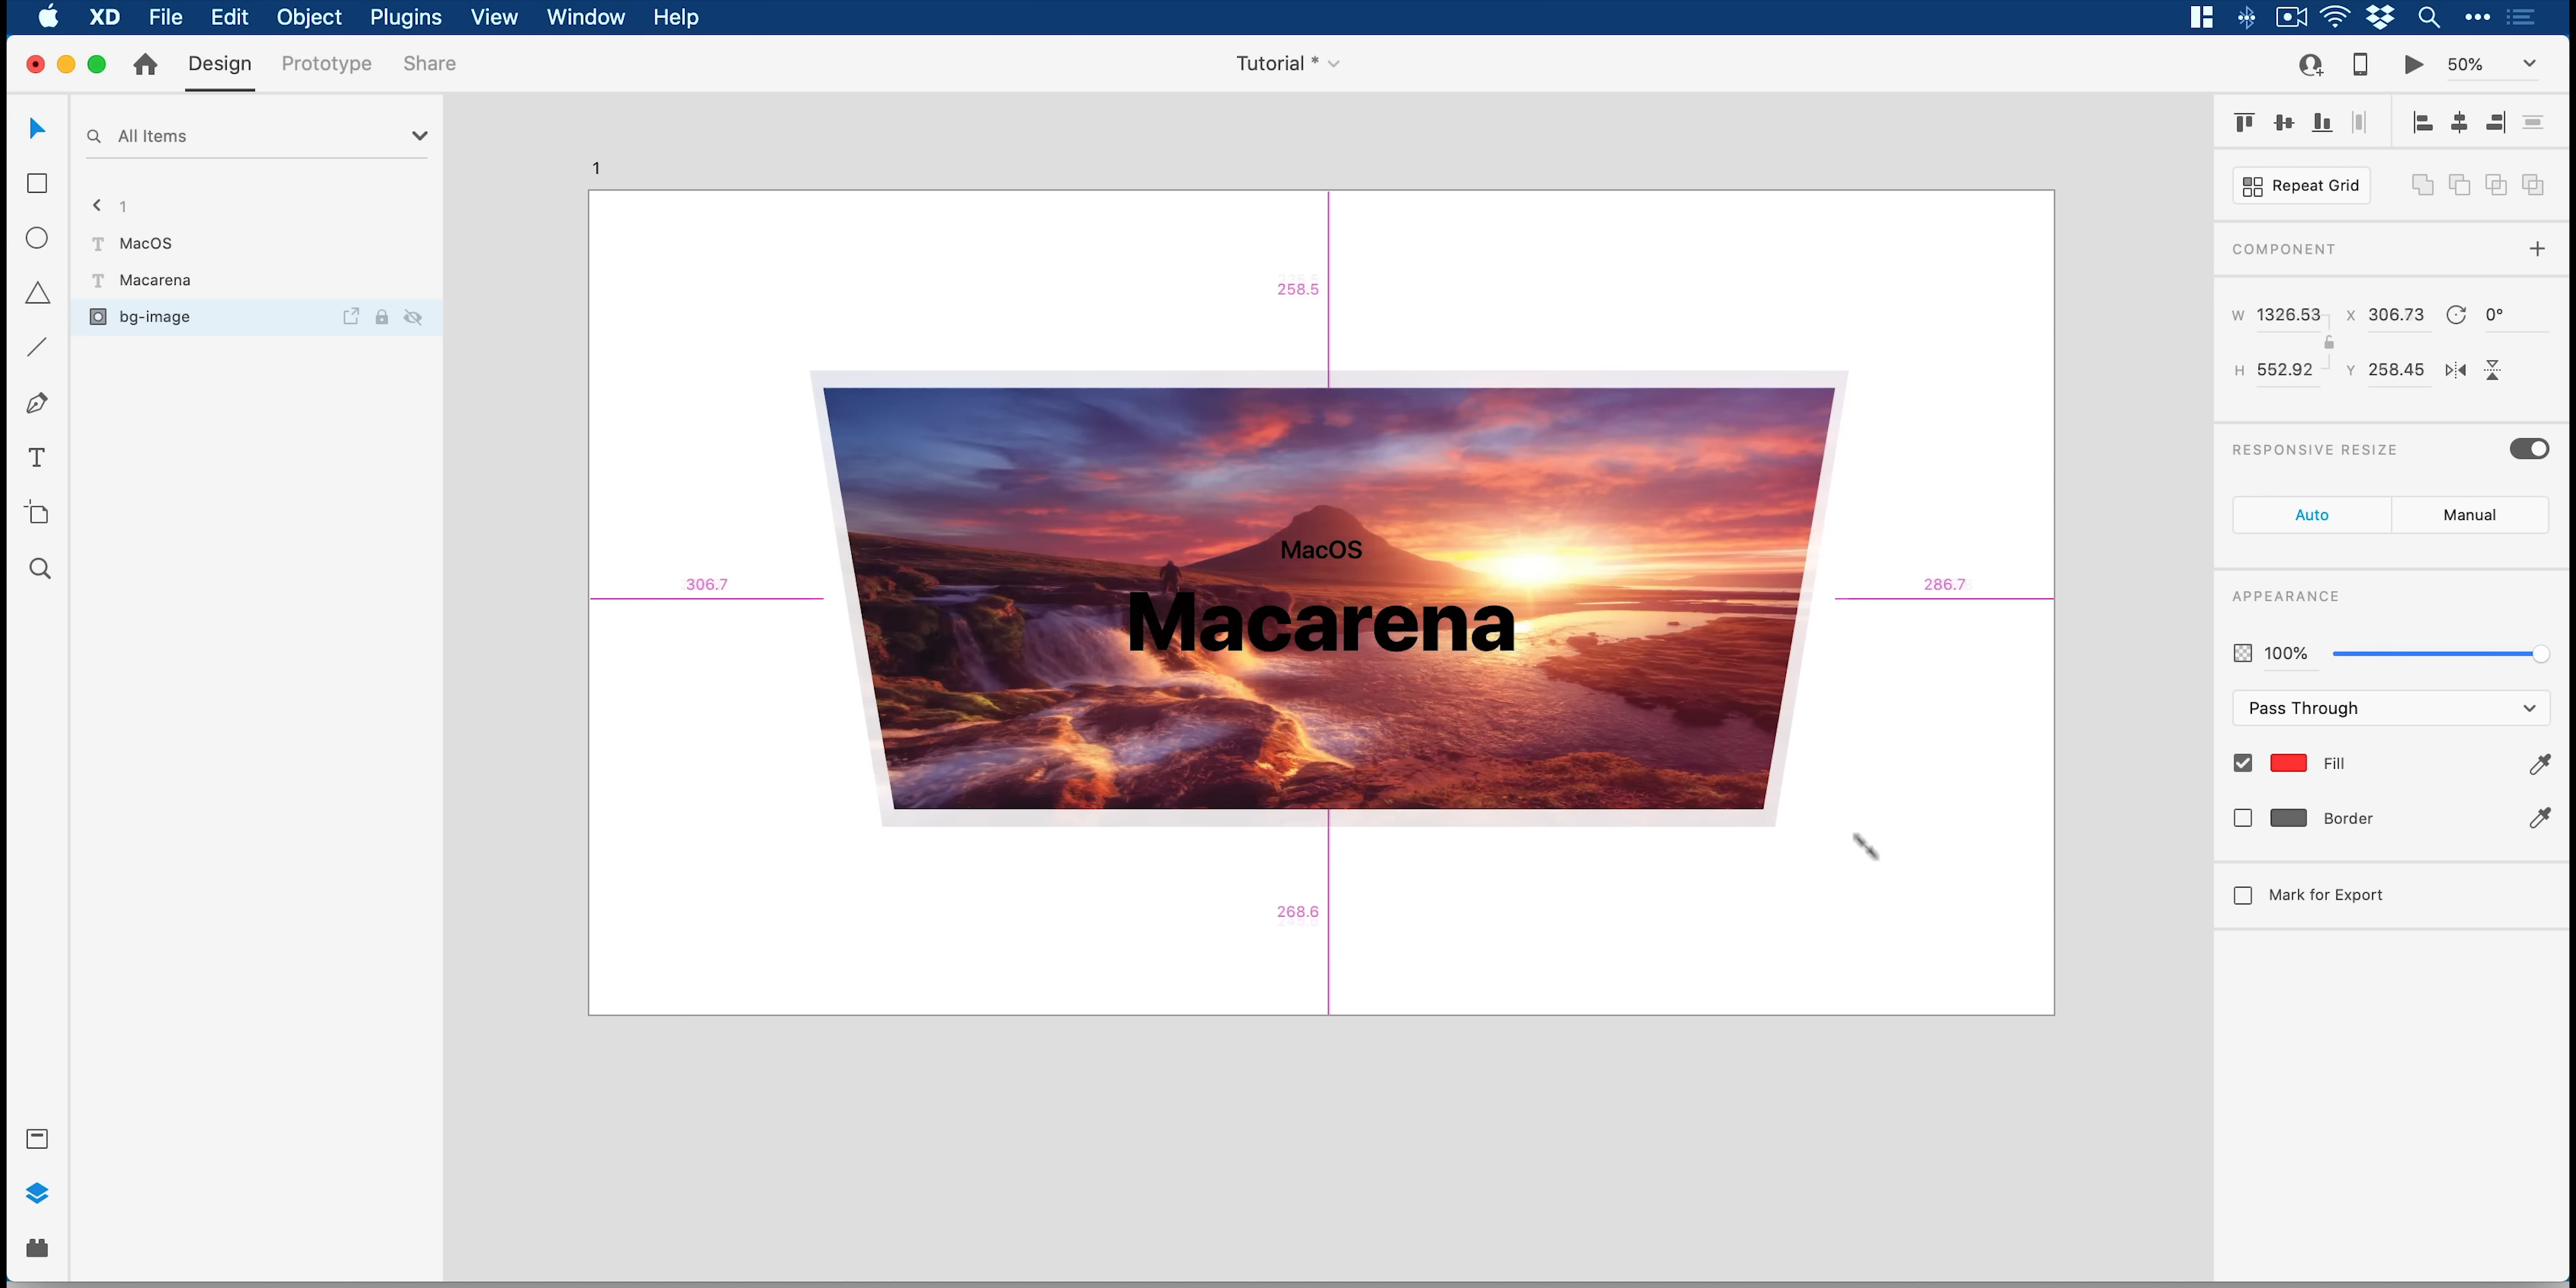 XD File Edit Object Plugins View Window Help
Design Prototype Share
Tutorial *
50%
All Items
1
MacOS
Macarena
bg-image
1
258.5
306.7
286.7
268.6
MacOS
Macarena
Repeat Grid
COMPONENT
W 1326.53 X 306.73 0°
H 552.92 Y 258.45
RESPONSIVE RESIZE
Auto Manual
APPEARANCE
100%
Pass Through
Fill
Border
Mark for Export